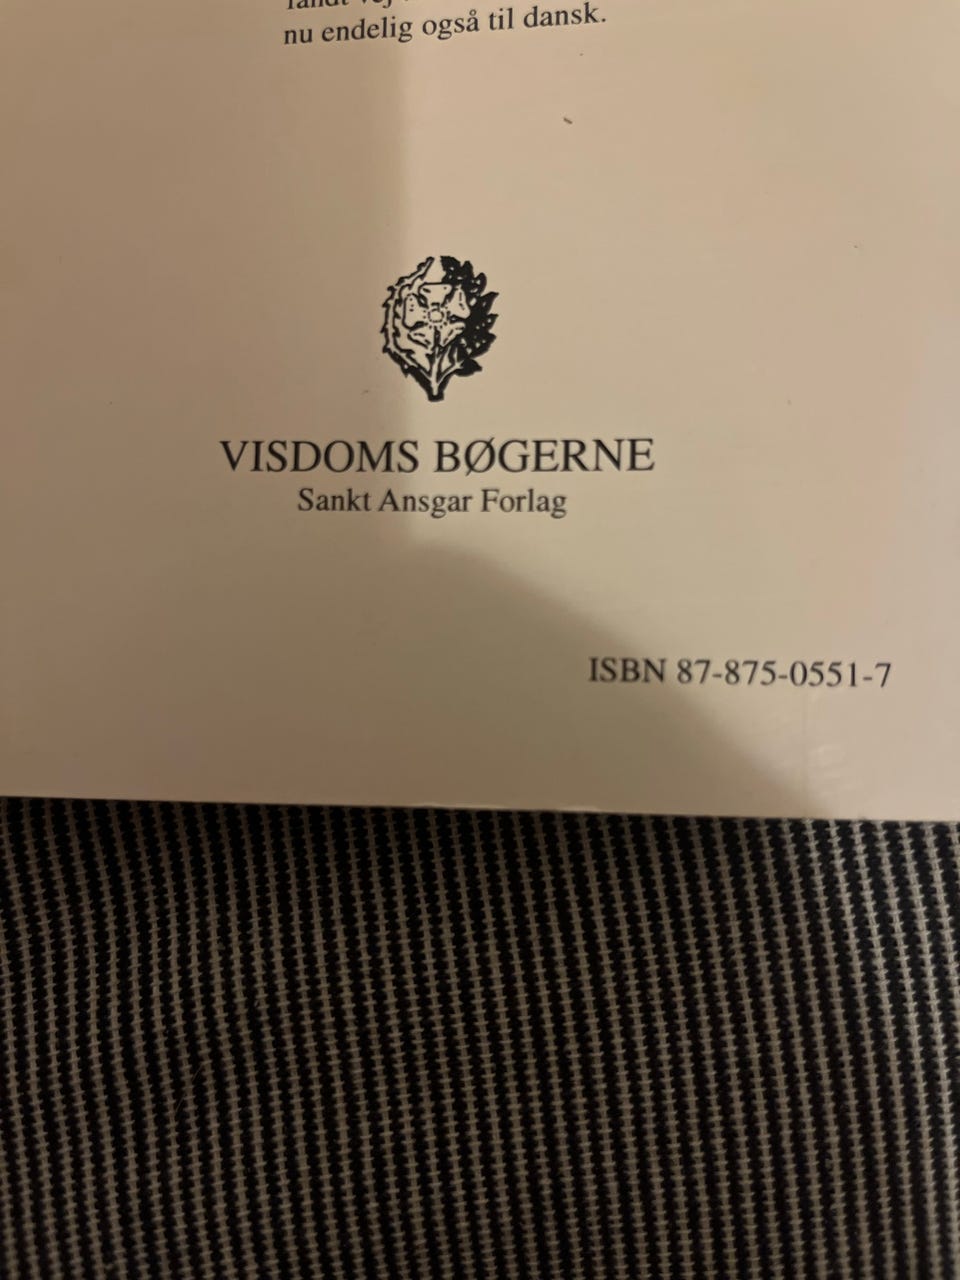 nu endelig også til dansk.
VISDOMS BØGERNE
Sankt Ansgar Forlag
ISBN 87-875-0551-7